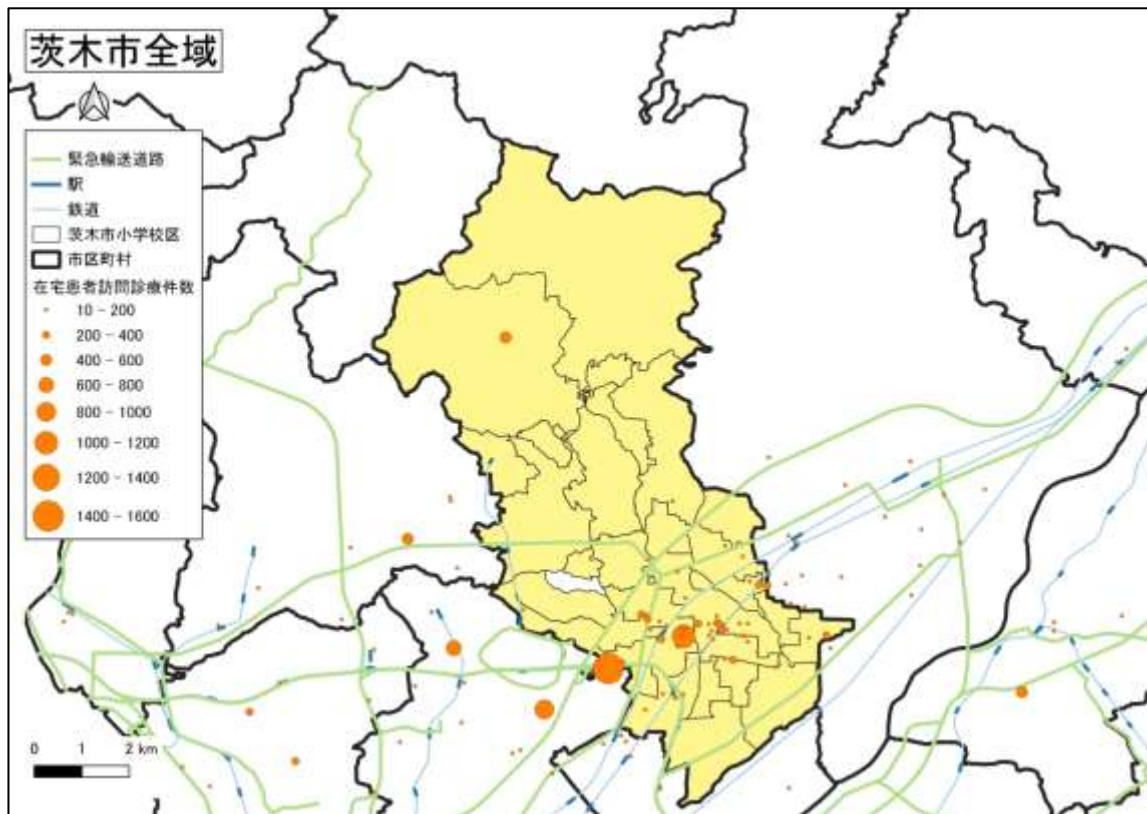 茨木市全域
緊急輸送道路
駅
鉄道
茨木市小学校区
市区町村
在宅患者訪問診療件数
10 - 200
200 - 400
400 - 600
600 - 800
800 - 1000
1000 - 1200
1200 - 1400
1400 - 1600
0 1 2 km